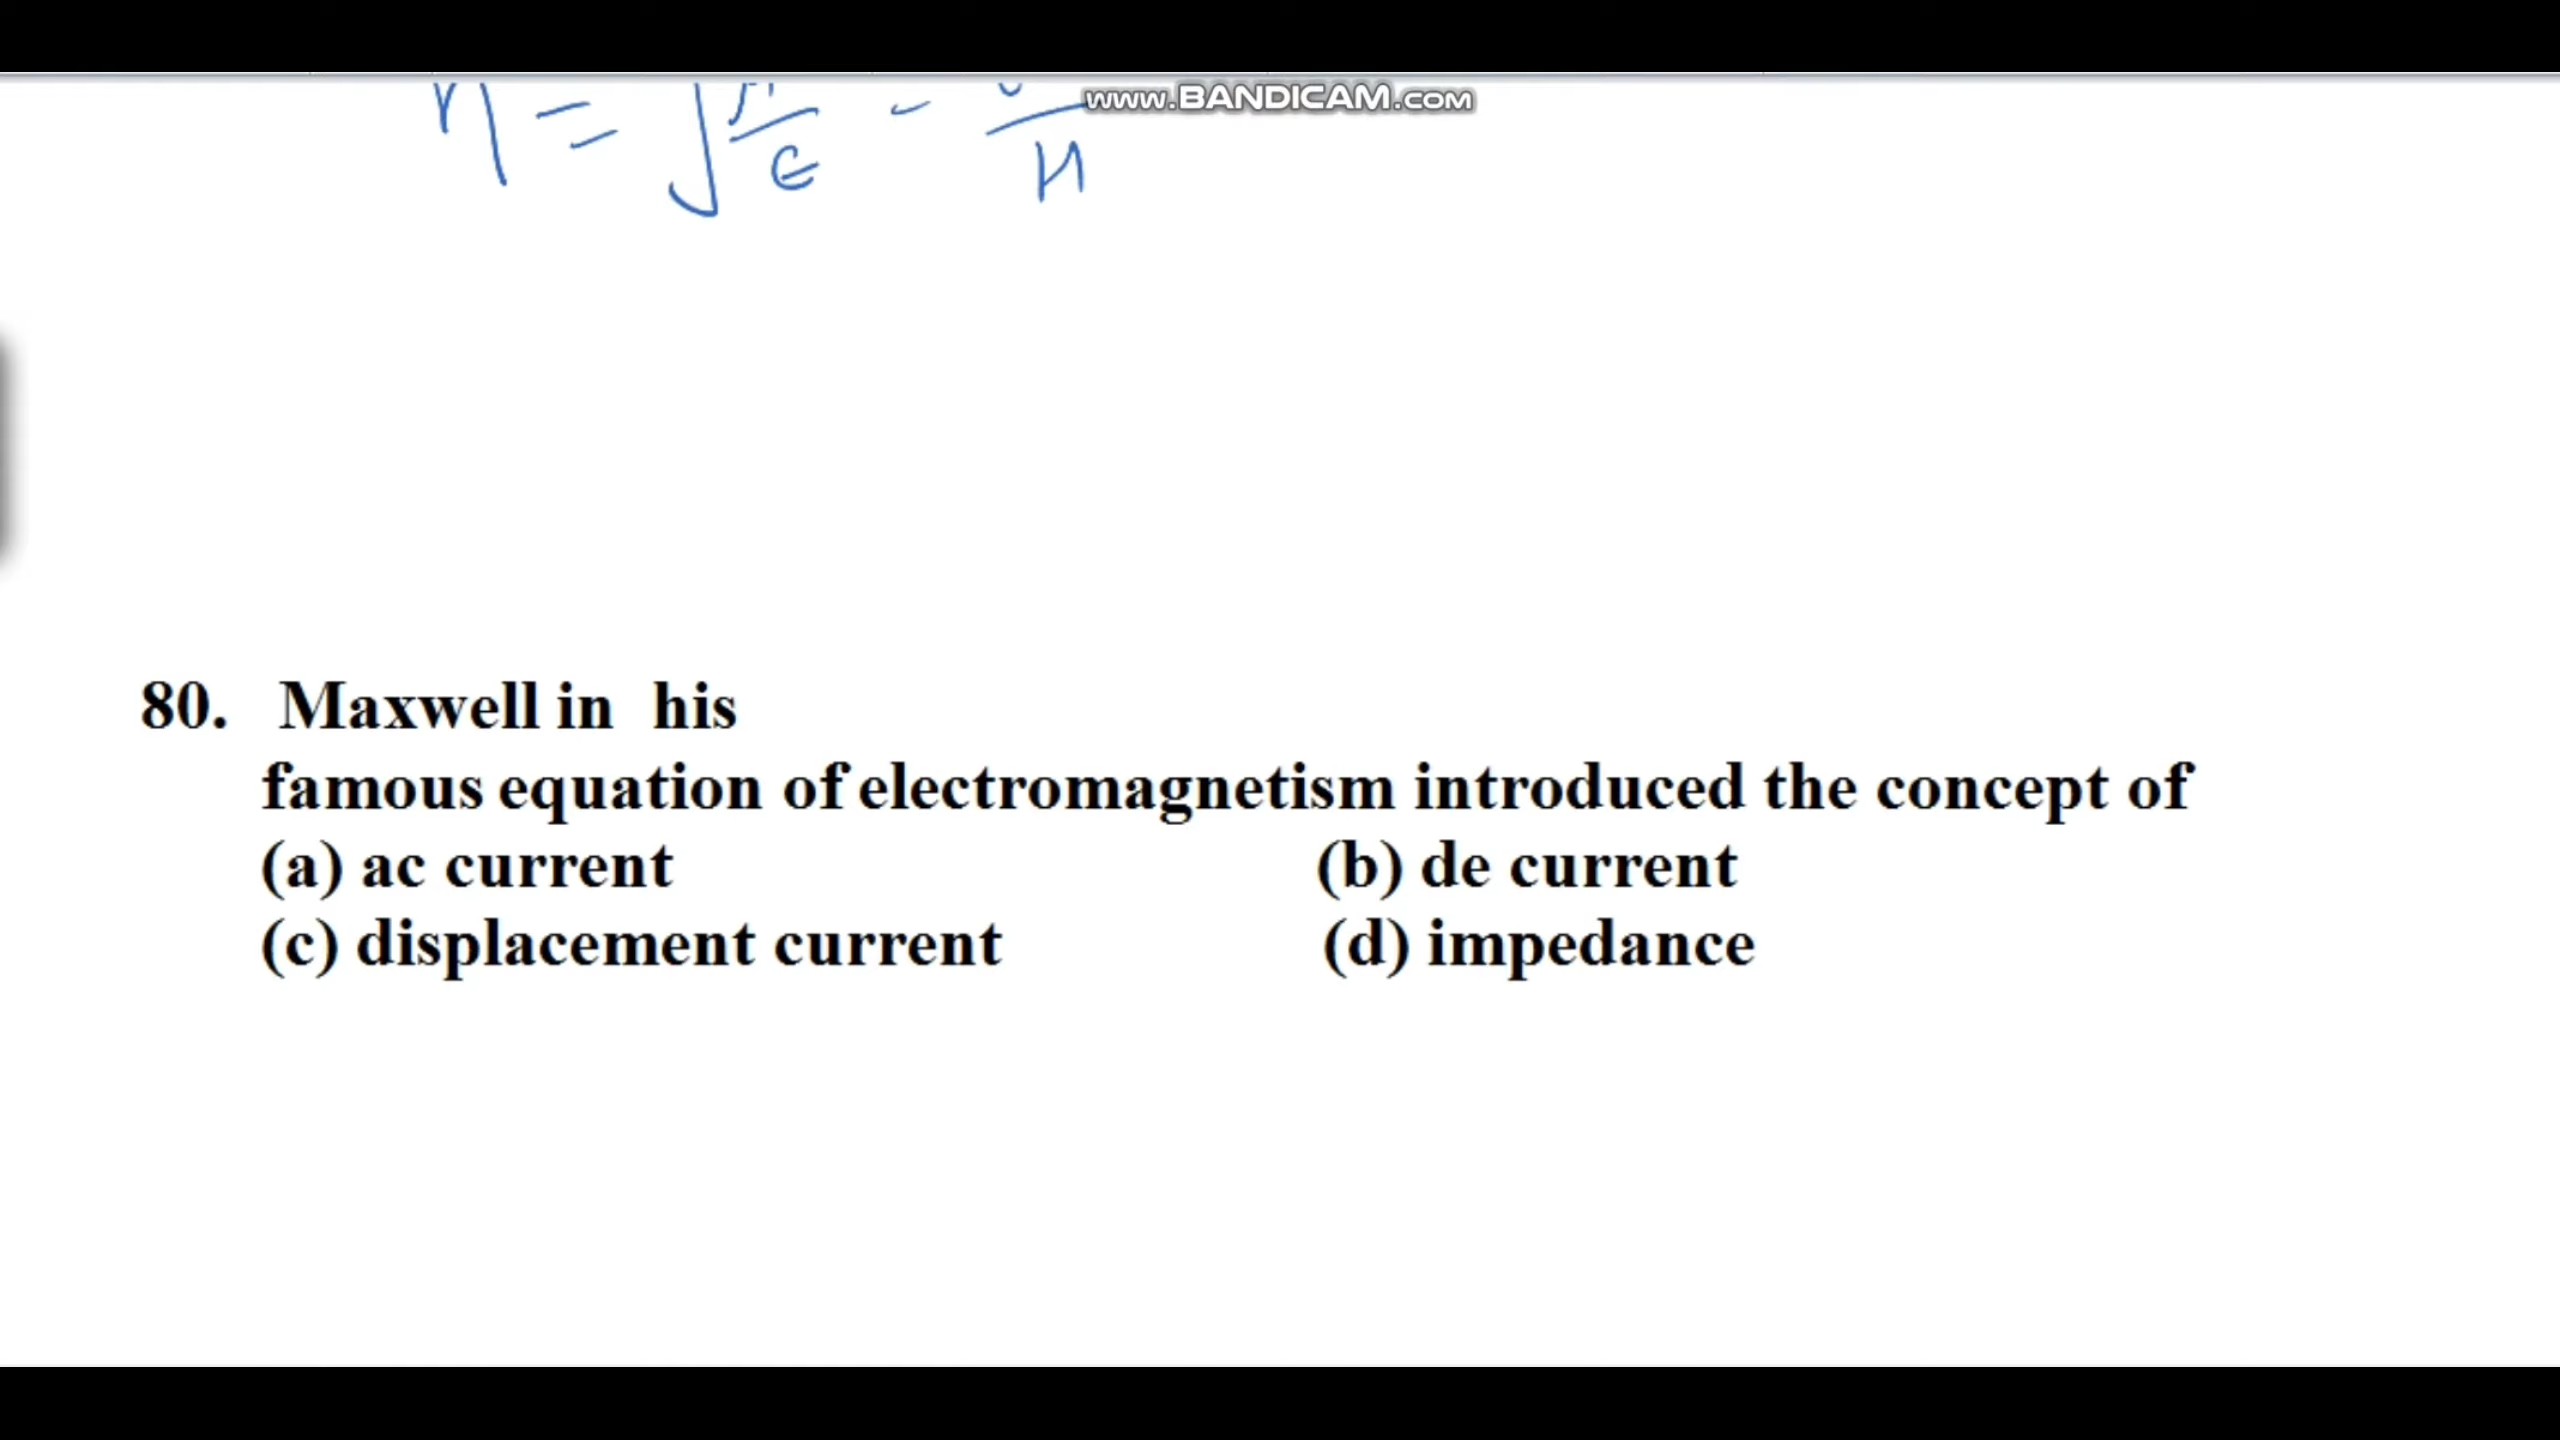 www.BANDICAM.com
η = √μ/ϵ - /H
80. Maxwell in his
famous equation of electromagnetism introduced the concept of
(a) ac current (b) de current
(c) displacement current (d) impedance